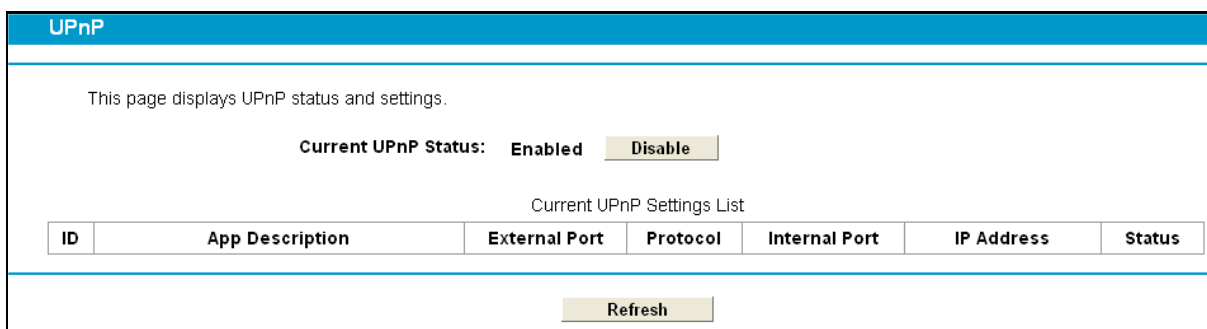 UPnP
This page displays UPnP status and settings.
Current UPnP Status: Enabled Disable
Current UPnP Settings List
ID App Description External Port Protocol Internal Port IP Address Status
Refresh